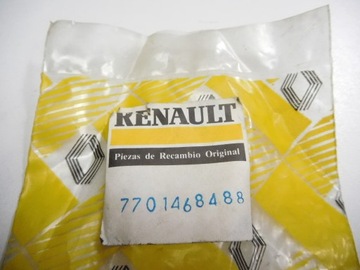 RENAULT
Piezas de Recambio Original
7701468488